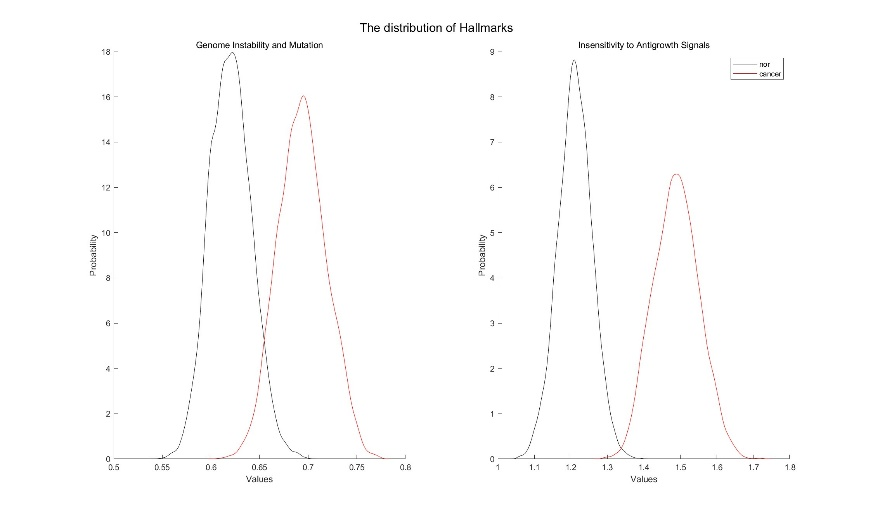 The distribution of Hallmarks
Genome Instability and Mutation
18
16
14
12
10
8
6
4
2
0
Probability
0.5 0.55 0.6 0.65 0.7 0.75 0.8
Values
Insensitivity to Antigrowth Signals
nor
cancer
9
8
7
6
5
4
3
2
1
0
Probability
1 1.1 1.2 1.3 1.4 1.5 1.6 1.7 1.8
Values